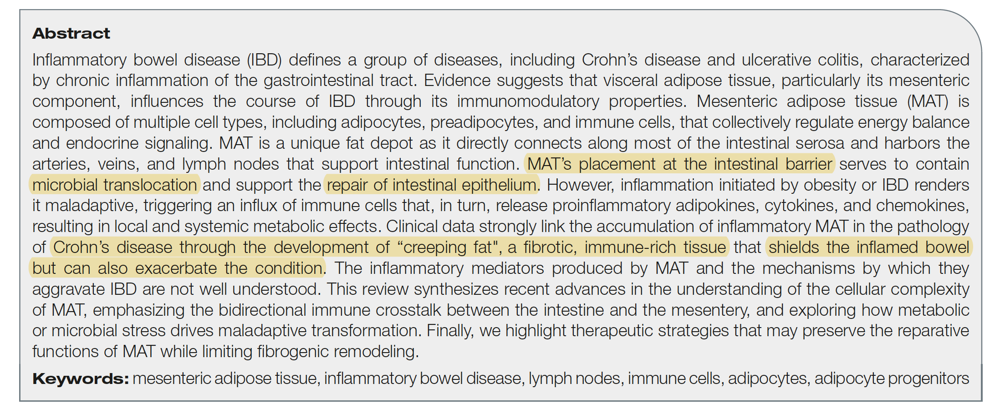 Abstract
Inflammatory bowel disease (IBD) defines a group of diseases, including Crohn’s disease and ulcerative colitis, characterized
by chronic inflammation of the gastrointestinal tract. Evidence suggests that visceral adipose tissue, particularly its mesenteric
component, influences the course of IBD through its immunomodulatory properties. Mesenteric adipose tissue (MAT) is
composed of multiple cell types, including adipocytes, preadipocytes, and immune cells, that collectively regulate energy balance
and endocrine signaling. MAT is a unique fat depot as it directly connects along most of the intestinal serosa and harbors the
arteries, veins, and lymph nodes that support intestinal function. MAT’s placement at the intestinal barrier serves to contain
microbial translocation and support the repair of intestinal epithelium. However, inflammation initiated by obesity or IBD renders
it maladaptive, triggering an influx of immune cells that, in turn, release proinflammatory adipokines, cytokines, and chemokines,
resulting in local and systemic metabolic effects. Clinical data strongly link the accumulation of inflammatory MAT in the pathology
of Crohn’s disease through the development of “creeping fat", a fibrotic, immune-rich tissue that shields the inflamed bowel
but can also exacerbate the condition. The inflammatory mediators produced by MAT and the mechanisms by which they
aggravate IBD are not well understood. This review synthesizes recent advances in the understanding of the cellular complexity
of MAT, emphasizing the bidirectional immune crosstalk between the intestine and the mesentery, and exploring how metabolic
or microbial stress drives maladaptive transformation. Finally, we highlight therapeutic strategies that may preserve the reparative
functions of MAT while limiting fibrogenic remodeling.
Keywords: mesenteric adipose tissue, inflammatory bowel disease, lymph nodes, immune cells, adipocytes, adipocyte progenitors